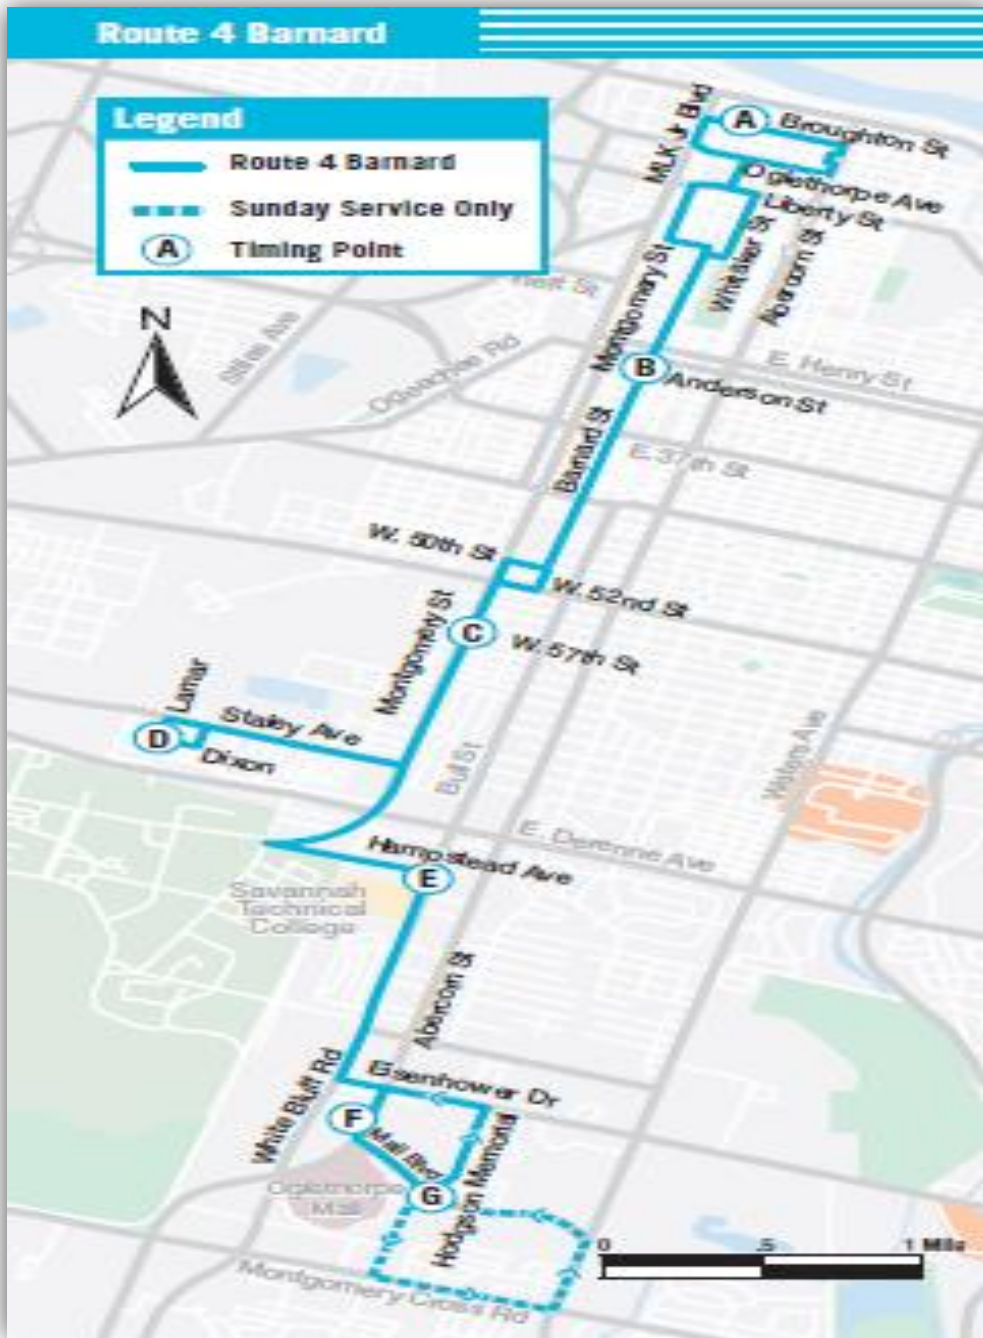 Route 4 Barnard
Legend
Route 4 Barnard
Sunday Service Only
A Timing Point
N
MLK Jr Blvd
A
Broughton St
Oglethorpe Ave
Liberty St
Whitaker St
Abercorn St
Montgomery St
Stiles Ave
Ogeechee Rd
B
E. Henry St
Anderson St
Barnard St
E 37th St
W. 50th St
W. 52nd St
Montgomery St
C
W. 57th St
Lamar
Staley Ave
D
Dixon
Bull St
Waters Ave
E. Derenne Ave
Hampstead Ave
E
Savannah
Technical
College
Abercorn St
White Bluff Rd
Eisenhower Dr
F
Mall Blvd
Hodgson Memorial
G
Oglethorpe
Mall
Montgomery Cross Rd
0 .5 1 Mile